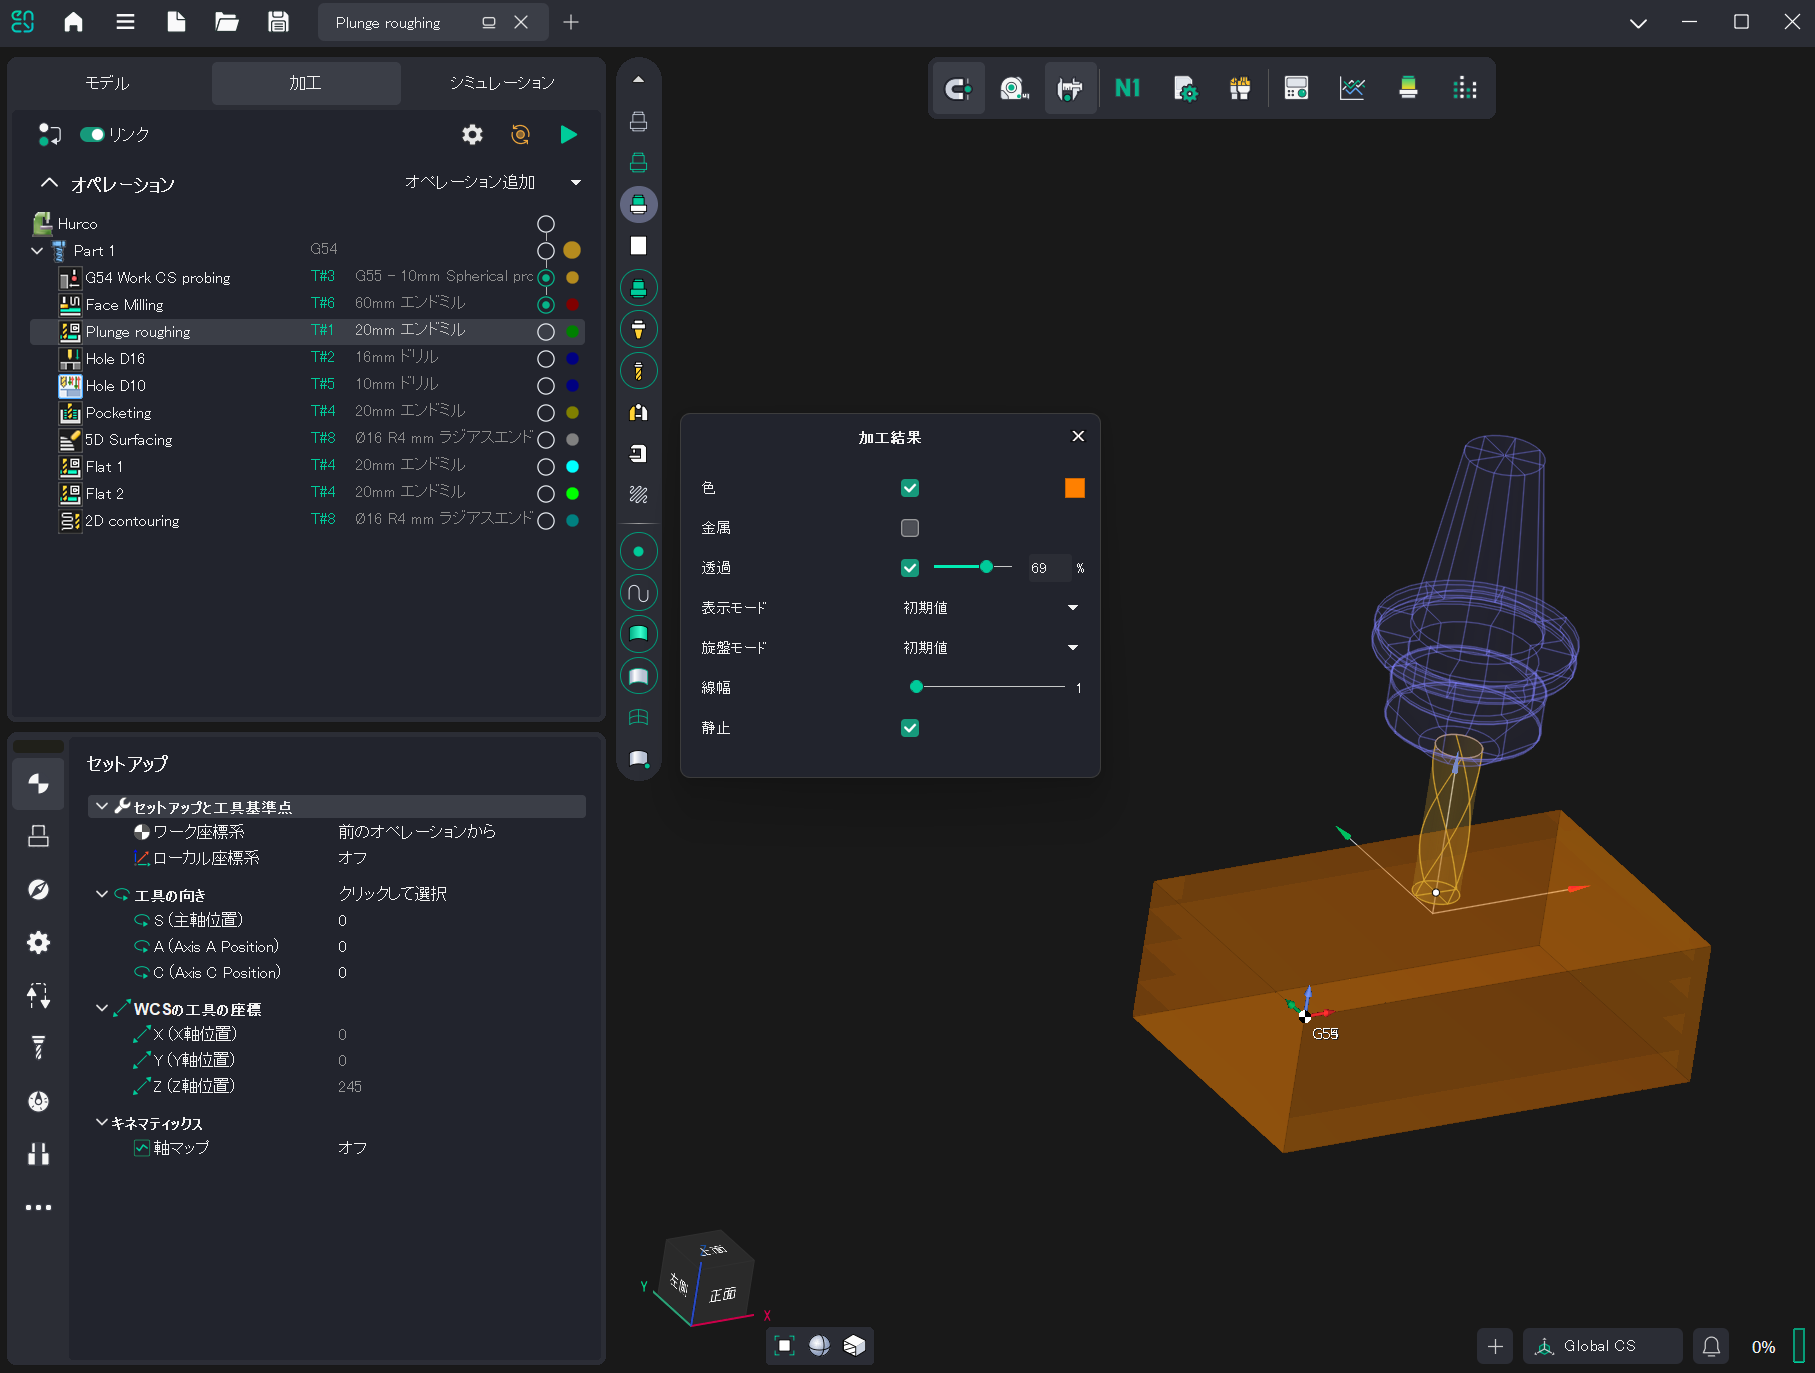 Plunge roughing
モデル
加工
シミュレーション
リンク
オペレーション
オペレーション追加
Hurco
Part 1 G54
G54 Work CS probing T#3 G55 - 10mm Spherical pro
Face Milling T#6 60mm エンドミル
Plunge roughing T#1 20mm エンドミル
Hole D16 T#2 16mm ドリル
Hole D10 T#5 10mm ドリル
Pocketing T#4 20mm エンドミル
5D Surfacing T#8 Ø16 R4 mm ラジアスエンド
Flat 1 T#4 20mm エンドミル
Flat 2 T#4 20mm エンドミル
2D contouring T#8 Ø16 R4 mm ラジアスエンド
N1
加工結果
色
金属
透過 69 %
表示モード 初期値
旋盤モード 初期値
線幅 1
静止
セットアップ
セットアップと工具基準点
ワーク座標系 前のオペレーションから
ローカル座標系 オフ
工具の向き クリックして選択
S (主軸位置) 0
A (Axis A Position) 0
C (Axis C Position) 0
WCSの工具の座標
X (X軸位置) 0
Y (Y軸位置) 0
Z (Z軸位置) 245
キネマティックス
軸マップ オフ
上面
左側
正面
Y
X
Global CS
0%